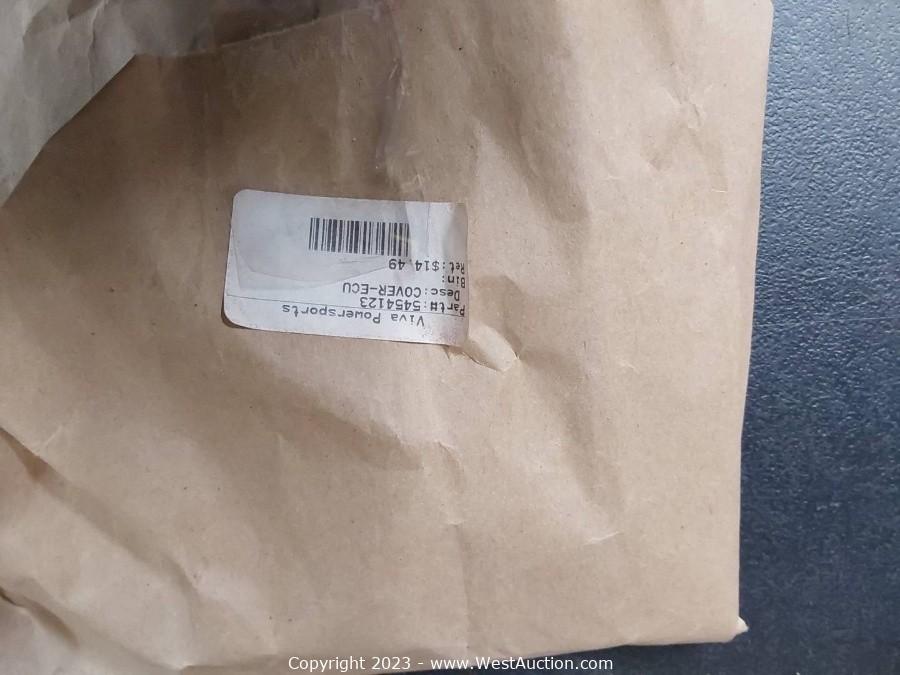 Viva Powersports
Part#:5454123
Desc:COVER-ECU
Bin:
Ret:$14.49
Copyright 2023 - www.WestAuction.com